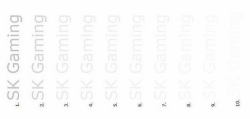 1. SK Gaming
2. SK Gaming
3. SK Gaming
4. SK Gaming
5. SK Gaming
6. SK Gaming
7. SK Gaming
8. SK Gaming
9.
10.